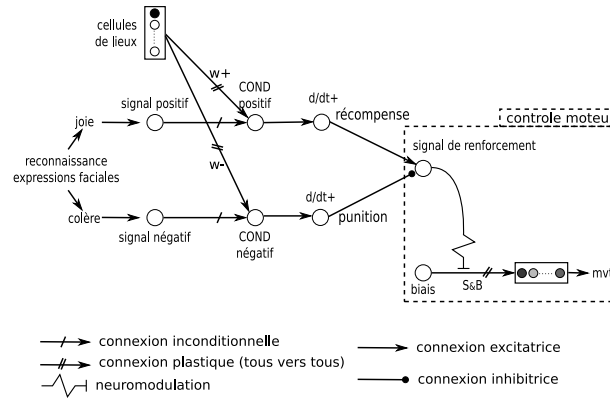 cellules
de lieux
w+
COND
positif
d/dt+
récompense
signal positif
joie
controle moteur
signal de renforcement
reconnaissance
expressions faciales
w-
d/dt+
punition
colère
signal négatif
COND
négatif
biais
S&B
mvt
connexion inconditionnelle
connexion plastique (tous vers tous)
neuromodulation
connexion excitatrice
connexion inhibitrice